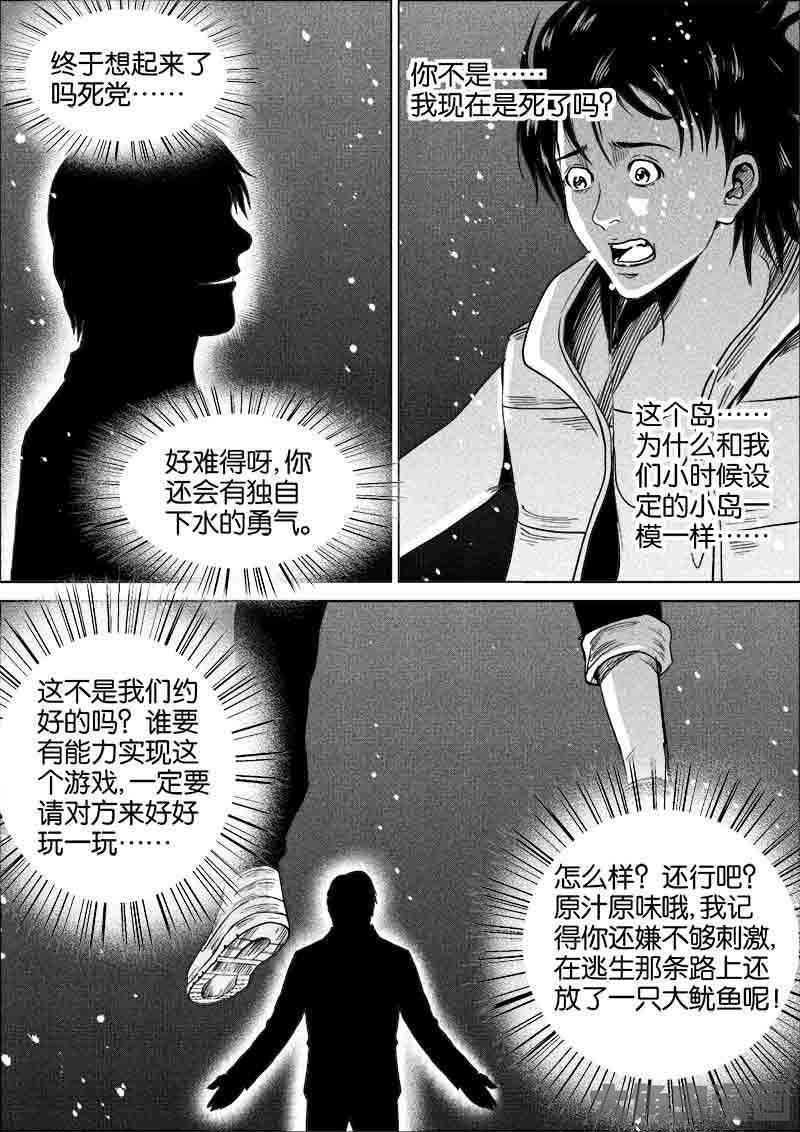 终于想起来了
吗死党……
好难得呀,你
还会有独自
下水的勇气。
你不是……
我现在是死了吗?
这个岛……
为什么和我
们小时候设
定的小岛一
模一样……
这不是我们约
好的吗?谁要
有能力实现这
个游戏,一定要
请对方来好好
玩一玩……
怎么样?还行吧?
原汁原味哦,我记
得你还嫌不够刺激,
在逃生那条路上还
放了一只大鱿鱼呢!